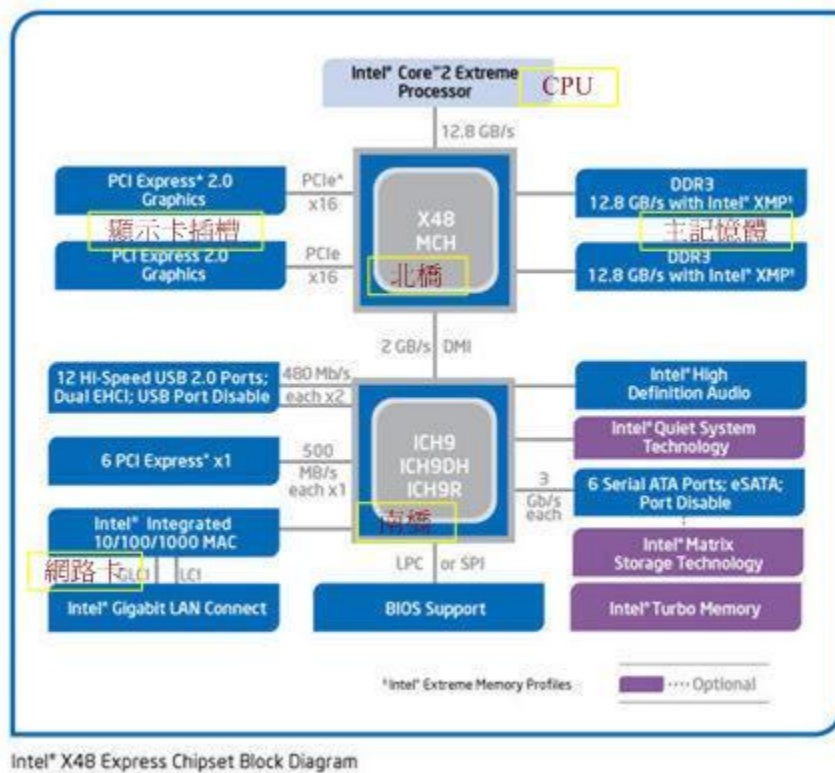 Intel® Core™2 Extreme
Processor
CPU
12.8 GB/s
PCI Express* 2.0
Graphics
PCIe*
x16
X48
MCH
DDR3
12.8 GB/s with Intel® XMP¹
顯示卡插槽
主記憶體
PCI Express 2.0
Graphics
PCIe
x16
北橋
DDR3
12.8 GB/s with Intel® XMP¹
2 GB/s DMI
12 Hi-Speed USB 2.0 Ports;
Dual EHCI; USB Port Disable
480 Mb/s
each x2
Intel® High
Definition Audio
Intel® Quiet System
Technology
6 PCI Express* x1
500
MB/s
each x1
ICH9
ICH9DH
ICH9R
3
Gb/s
each
6 Serial ATA Ports; eSATA;
Port Disable
Intel® Integrated
10/100/1000 MAC
南橋
網路卡
GLCI
LCI
LPC or SPI
Intel® Matrix
Storage Technology
Intel® Gigabit LAN Connect
BIOS Support
Intel® Turbo Memory
¹Intel® Extreme Memory Profiles
Optional
Intel® X48 Express Chipset Block Diagram